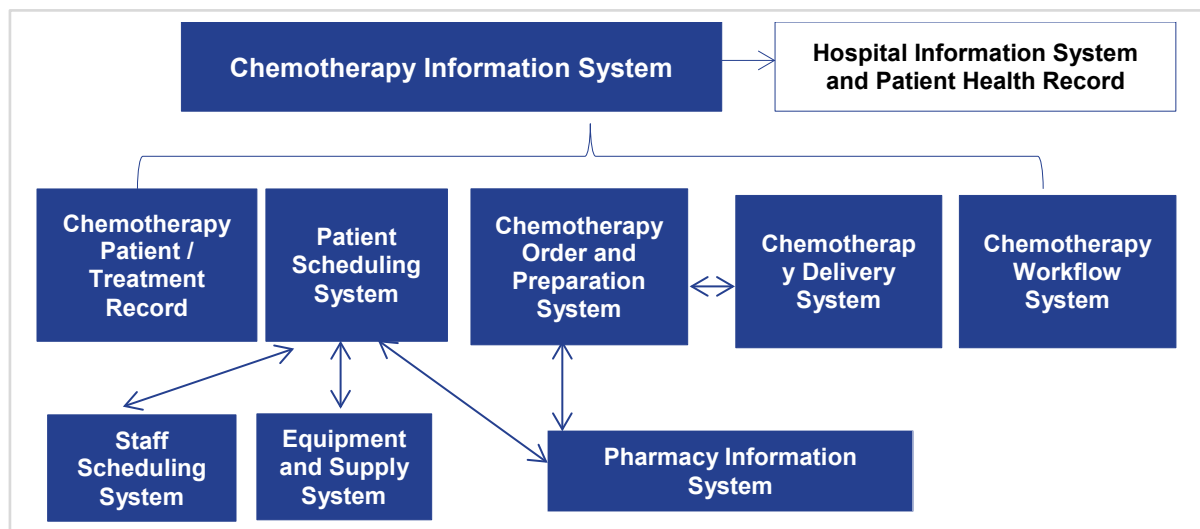 Chemotherapy Information System
Hospital Information System
and Patient Health Record
Chemotherapy
Patient /
Treatment
Record
Patient
Scheduling
System
Chemotherapy
Order and
Preparation
System
Chemotherap
y Delivery
System
Chemotherapy
Workflow
System
Staff
Scheduling
System
Equipment
and Supply
System
Pharmacy Information
System